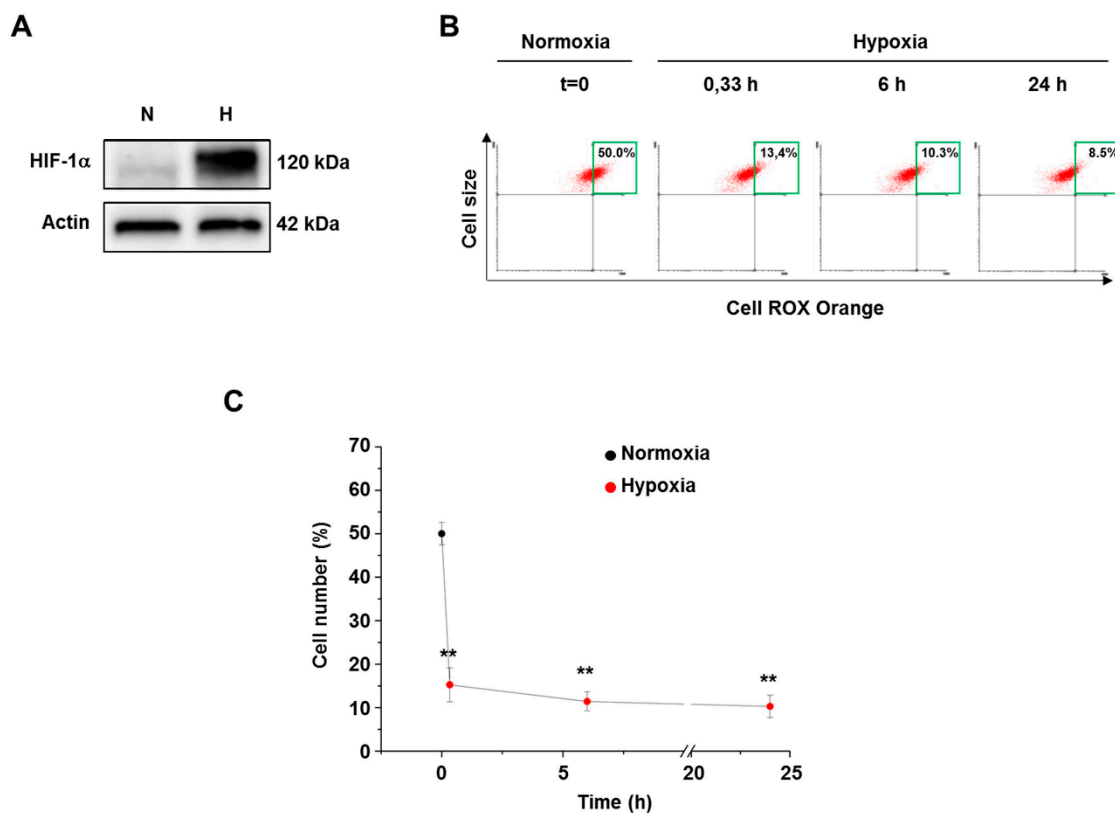 A
N H
HIF-1α 120 kDa
Actin 42 kDa
B
Normoxia Hypoxia
t=0 0,33 h 6 h 24 h
50.0% 13,4% 10.3% 8.5%
Cell size
Cell ROX Orange
C
Normoxia
Hypoxia
70
60
50
40
30
20
10
0
** ** **
Cell number (%)
0 5 20 25
Time (h)